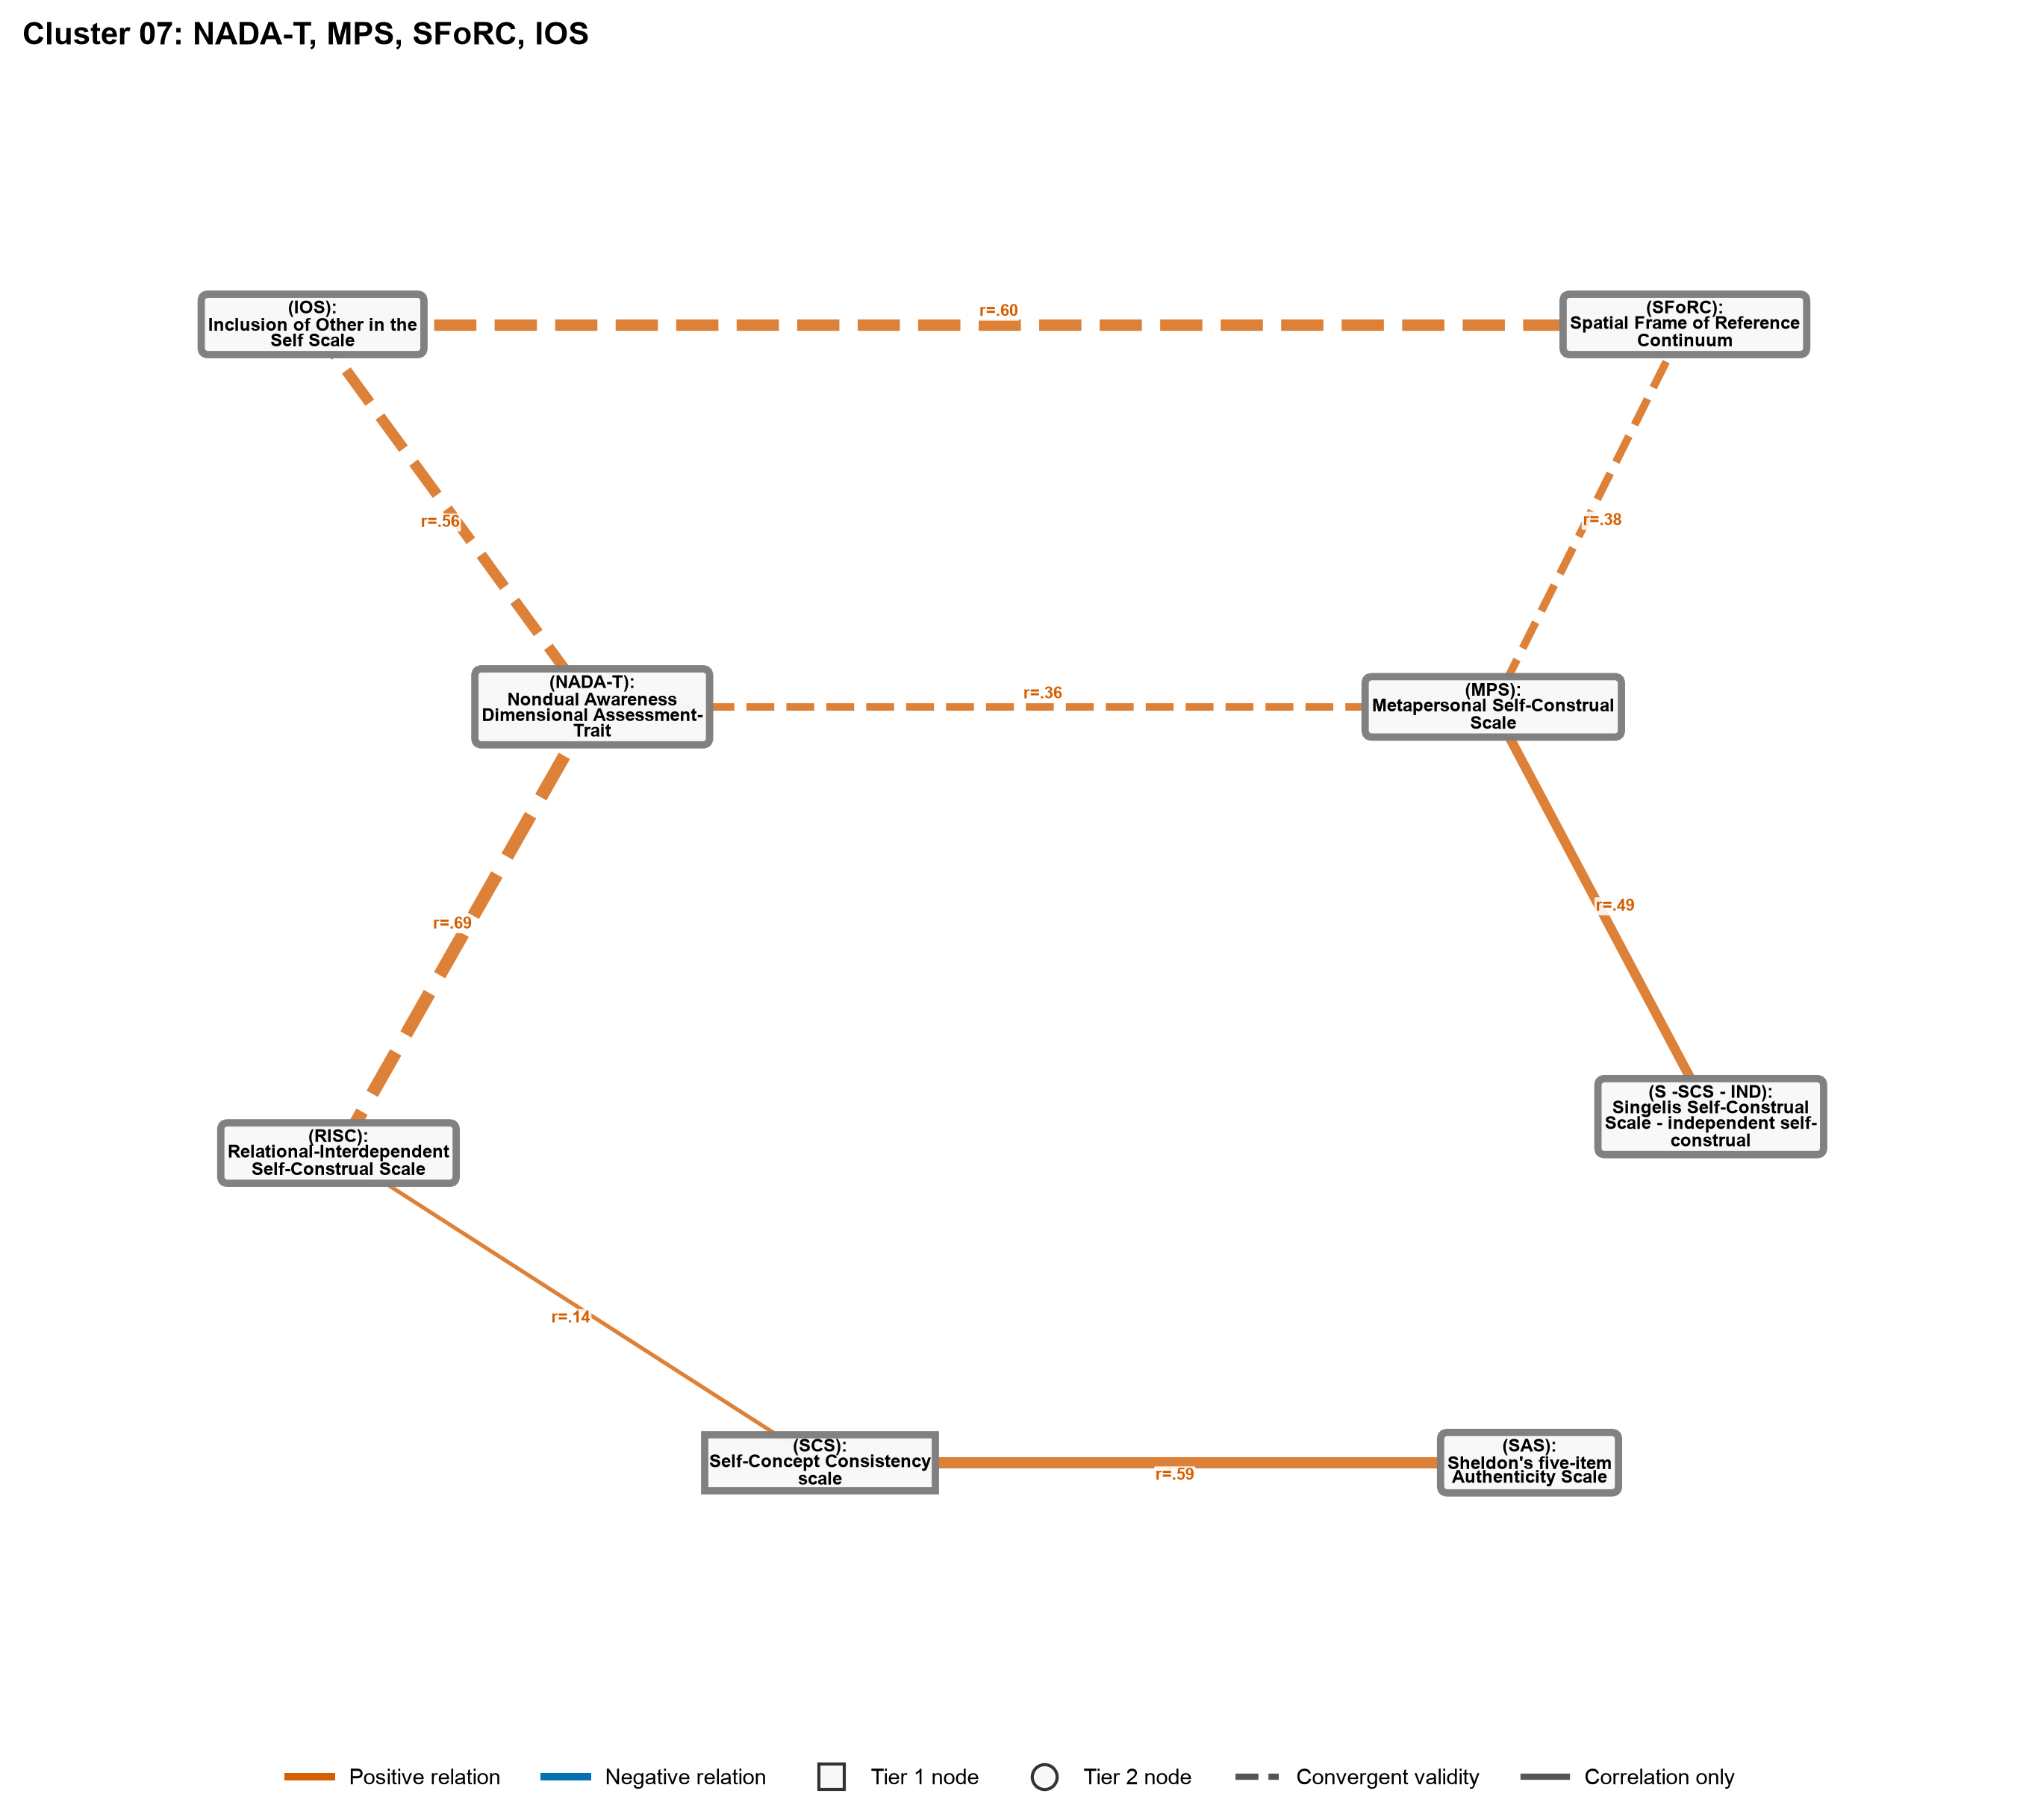 Cluster 07: NADA-T, MPS, SFoRC, IOS
(IOS):
Inclusion of Other in the
Self Scale
r=.60
(SFoRC):
Spatial Frame of Reference
Continuum
r=.56
r=.38
(NADA-T):
Nondual Awareness
Dimensional Assessment-
Trait
r=.36
(MPS):
Metapersonal Self-Construal
Scale
r=.69
r=.49
(S -SCS - IND):
Singelis Self-Construal
Scale - independent self-
construal
(RISC):
Relational-Interdependent
Self-Construal Scale
r=.14
(SCS):
Self-Concept Consistency
scale
r=.59
(SAS):
Sheldon's five-item
Authenticity Scale
Positive relation
Negative relation
Tier 1 node
Tier 2 node
Convergent validity
Correlation only